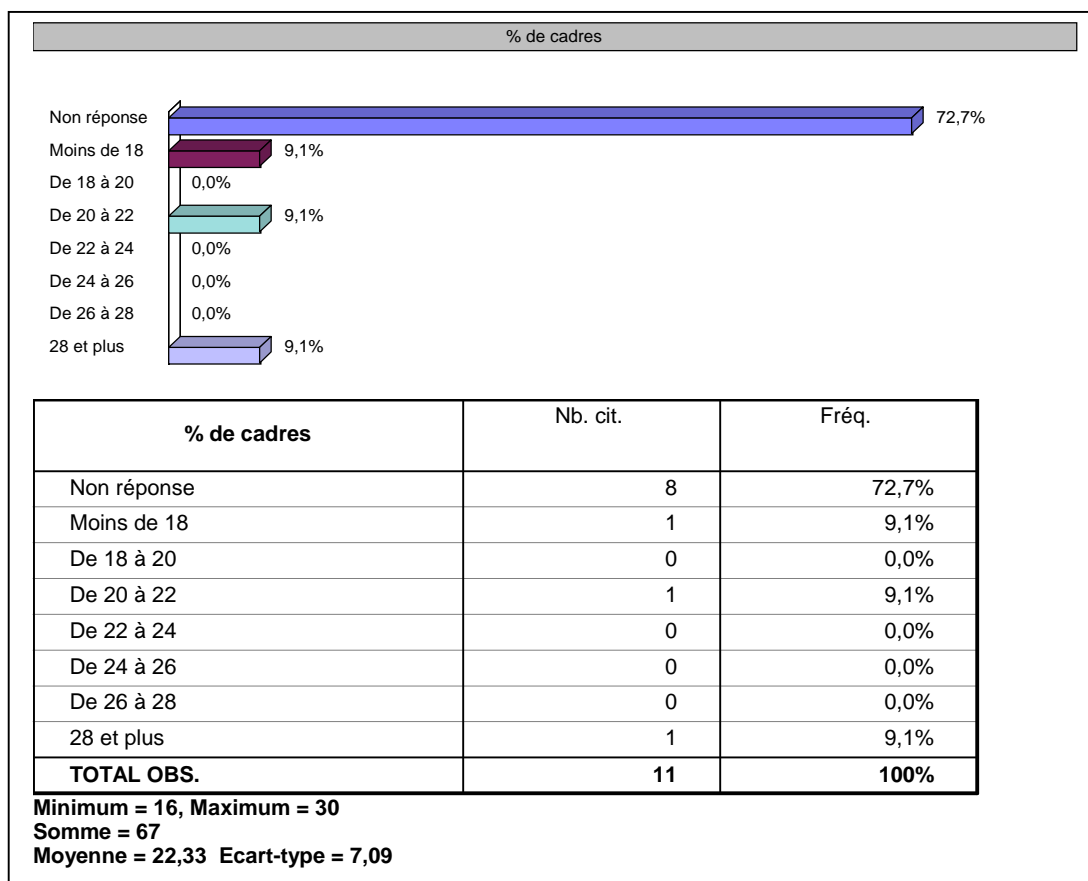 % de cadres
Non réponse 72,7%
Moins de 18 9,1%
De 18 à 20 0,0%
De 20 à 22 9,1%
De 22 à 24 0,0%
De 24 à 26 0,0%
De 26 à 28 0,0%
28 et plus 9,1%
% de cadres Nb. cit. Fréq.
Non réponse 8 72,7%
Moins de 18 1 9,1%
De 18 à 20 0 0,0%
De 20 à 22 1 9,1%
De 22 à 24 0 0,0%
De 24 à 26 0 0,0%
De 26 à 28 0 0,0%
28 et plus 1 9,1%
TOTAL OBS. 11 100%
Minimum = 16, Maximum = 30
Somme = 67
Moyenne = 22,33 Ecart-type = 7,09